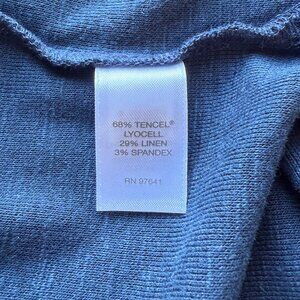 68% TENCEL®
LYOCELL
29% LINEN
3% SPANDEX
RN 97641